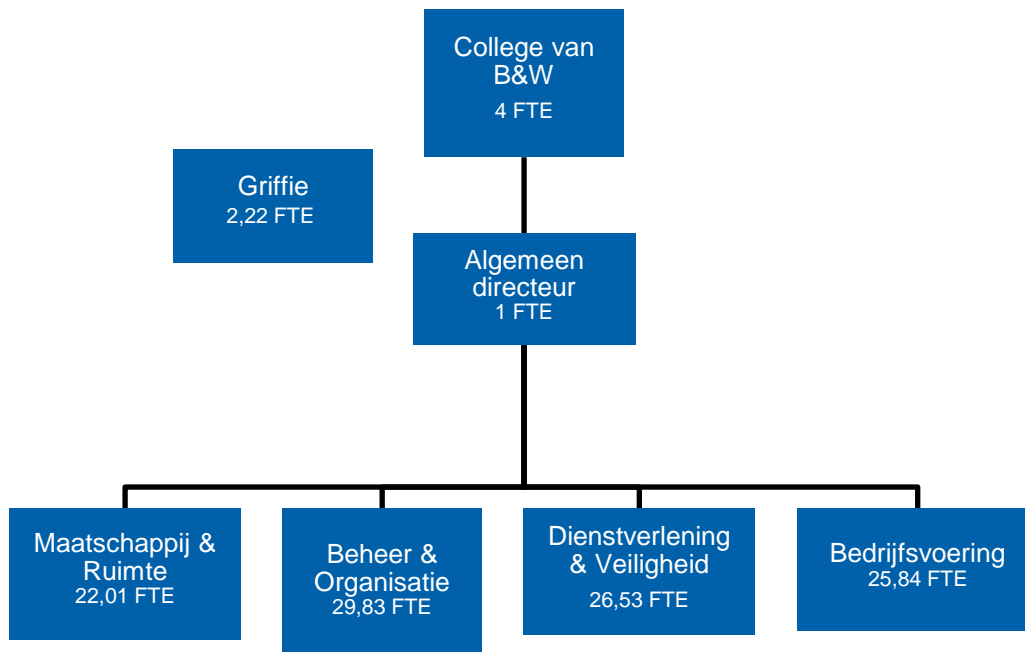 College van
B&W
4 FTE
Griffie
2,22 FTE
Algemeen
directeur
1 FTE
Maatschappij &
Ruimte
22,01 FTE
Beheer &
Organisatie
29,83 FTE
Dienstverlening
& Veiligheid
26,53 FTE
Bedrijfsvoering
25,84 FTE